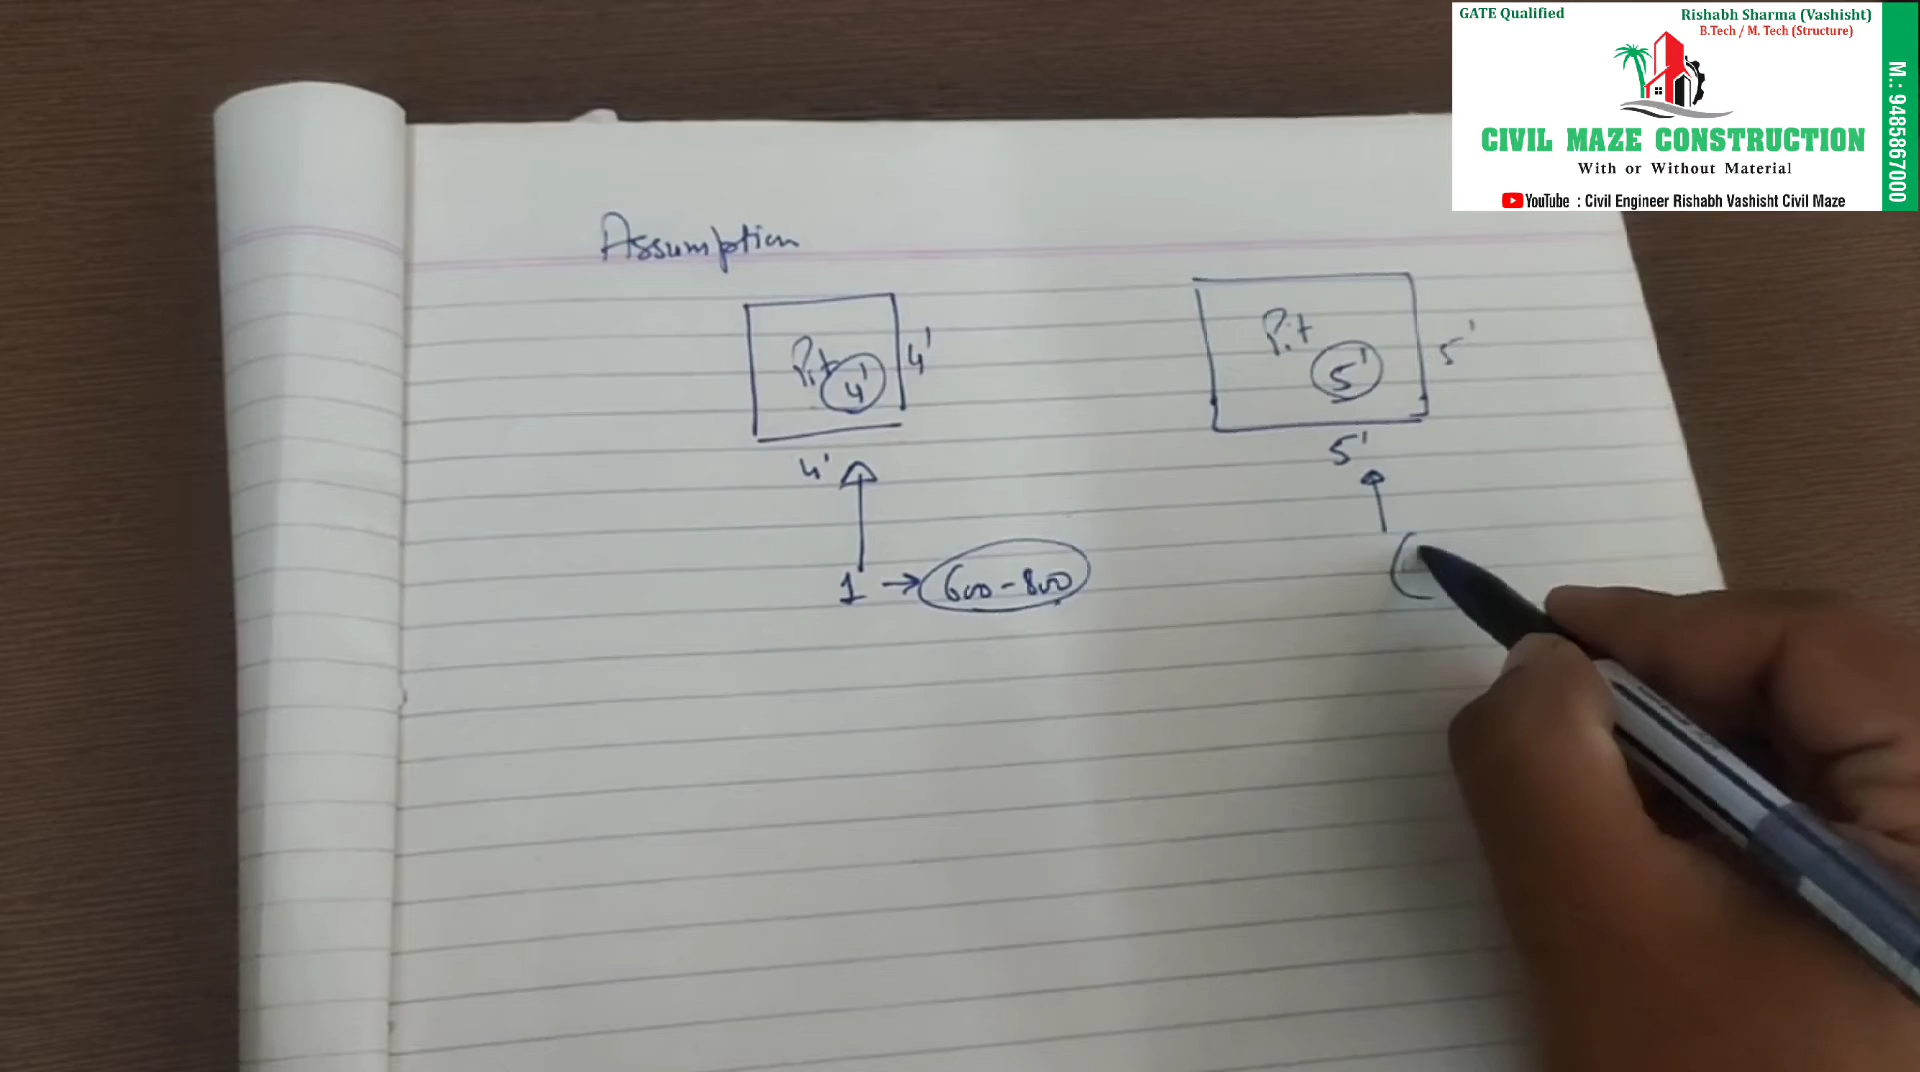 GATE Qualified
Rishabh Sharma (Vashisht)
B.Tech / M. Tech (Structure)
CIVIL MAZE CONSTRUCTION
With or Without Material
YouTube : Civil Engineer Rishabh Vashisht Civil Maze
M.: 9485867000
Assumption
Pit 4' 4'
4'
Pit 5' 5'
5'
1 → 600-800